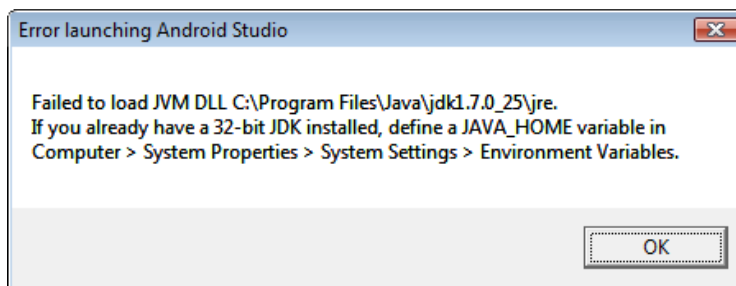 Error launching Android Studio
Failed to load JVM DLL C:\Program Files\Java\jdk1.7.0_25\jre.
If you already have a 32-bit JDK installed, define a JAVA_HOME variable in
Computer > System Properties > System Settings > Environment Variables.
OK